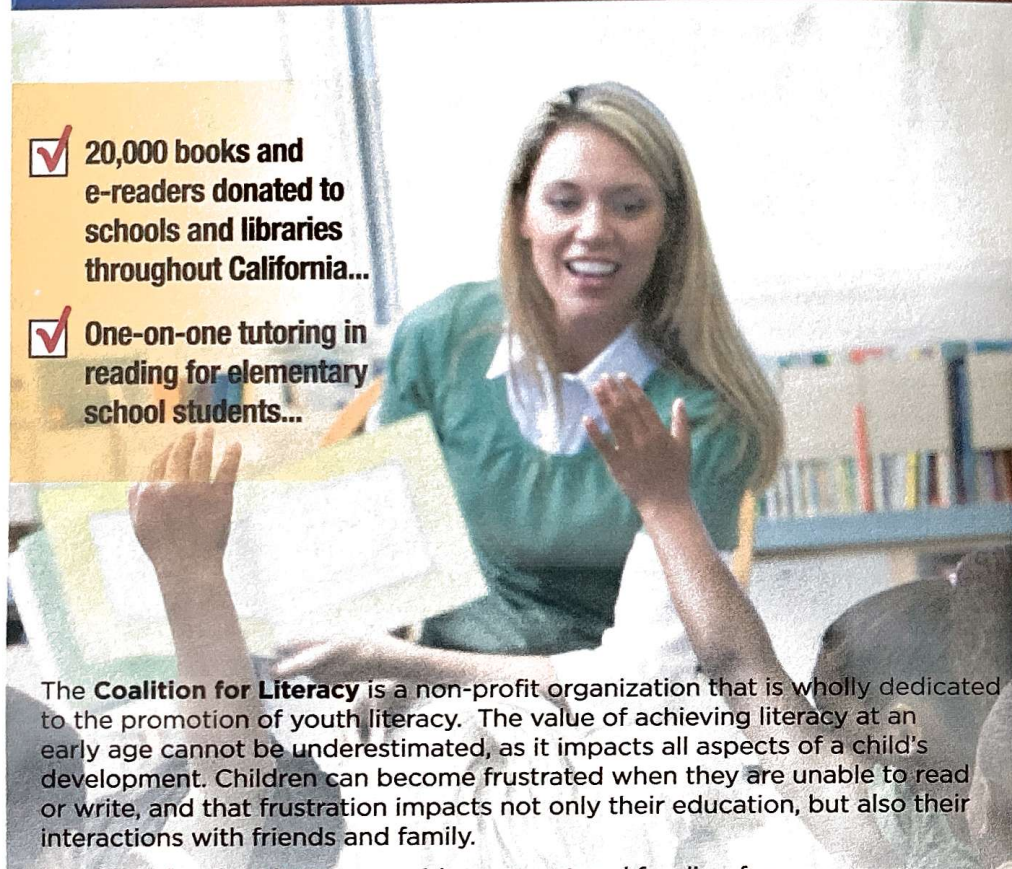 20,000 books and
e-readers donated to
schools and libraries
throughout California...
One-on-one tutoring in
reading for elementary
school students...
The Coalition for Literacy is a non-profit organization that is wholly dedicated
to the promotion of youth literacy. The value of achieving literacy at an
early age cannot be underestimated, as it impacts all aspects of a child's
development. Children can become frustrated when they are unable to read
or write, and that frustration impacts not only their education, but also their
interactions with friends and family.